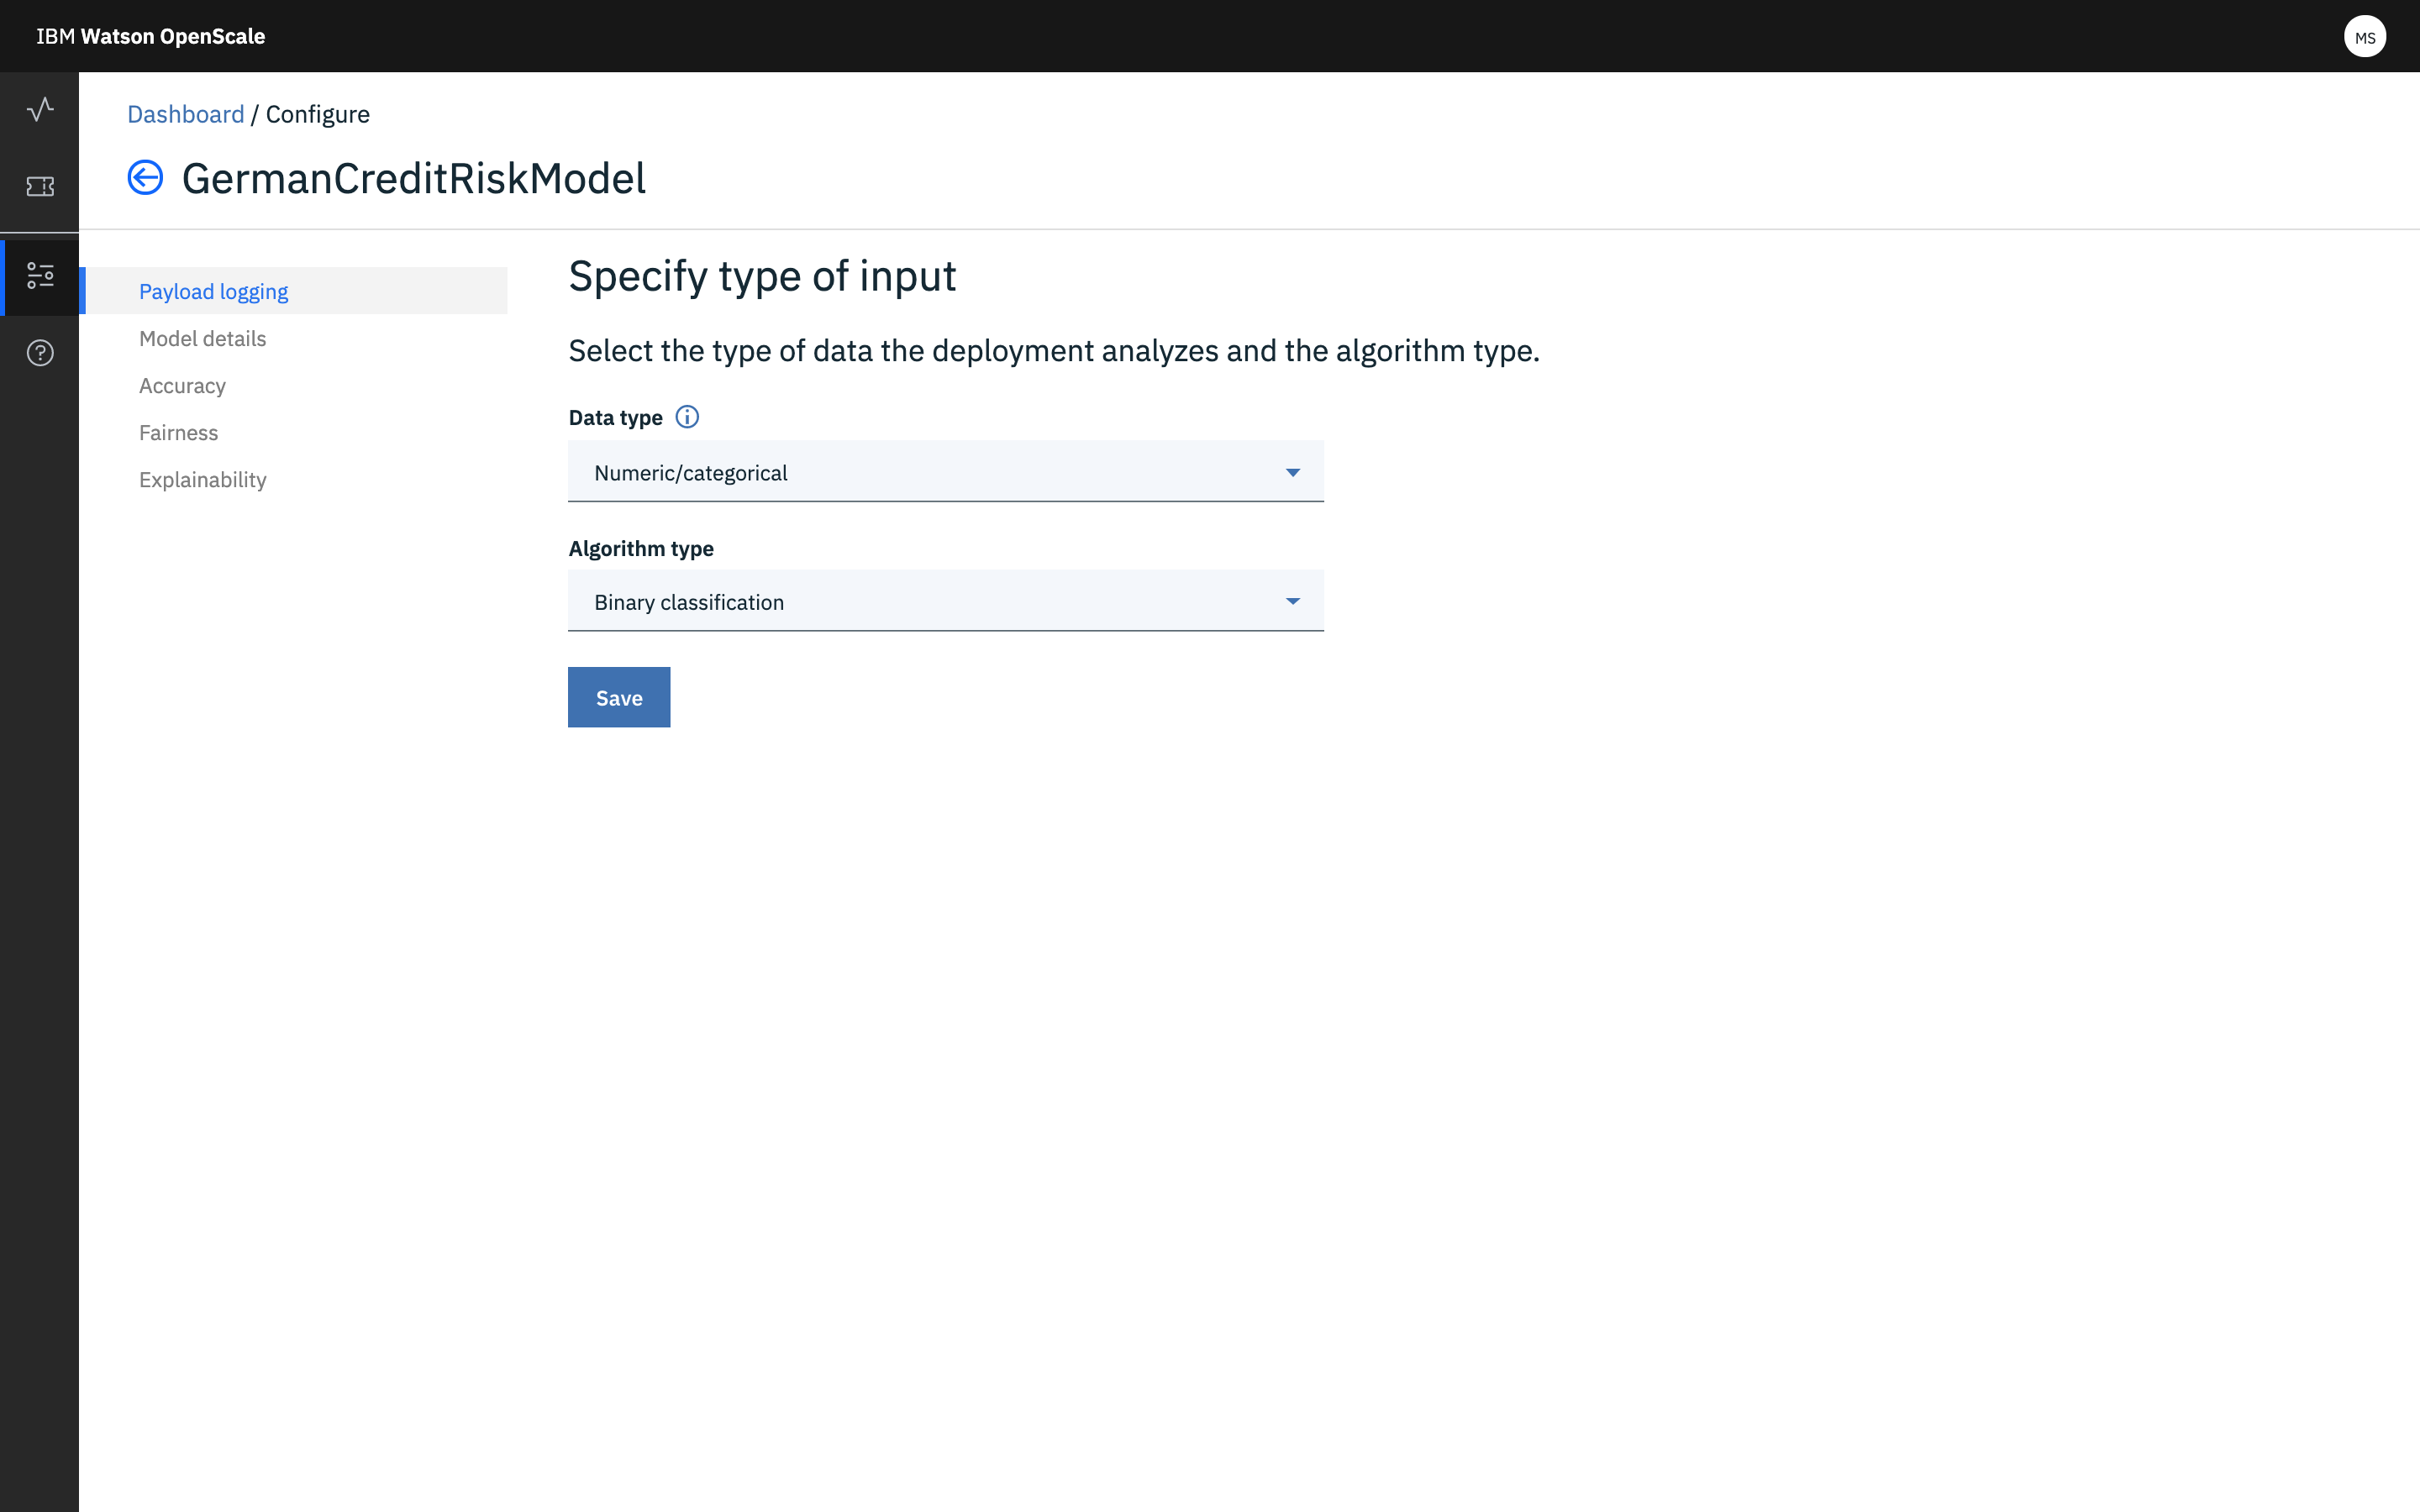 IBM Watson OpenScale
MS
Dashboard / Configure
GermanCreditRiskModel
Payload logging
Model details
Accuracy
Fairness
Explainability
Specify type of input
Select the type of data the deployment analyzes and the algorithm type.
Data type
Numeric/categorical
Algorithm type
Binary classification
Save